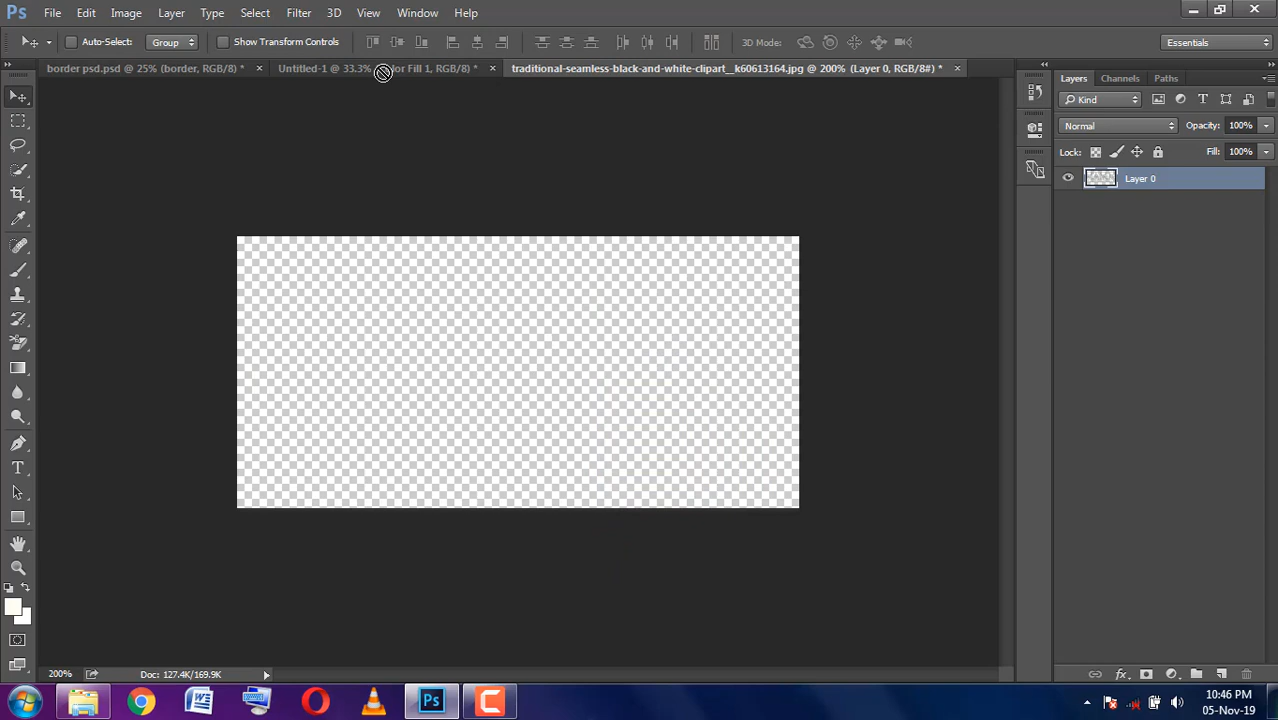 Ps File Edit Image Layer Type Select Filter 3D View Window Help
Auto-Select: Group Show Transform Controls 3D Mode: Essentials
border psd.psd @ 25% (border, RGB/8) * × Untitled-1 @ 33.3% lor Fill 1, RGB/8) * × traditional-seamless-black-and-white-clipart__k60613164.jpg @ 200% (Layer 0, RGB/8#) * ×
Layers Channels Paths
Kind
Normal Opacity: 100%
Lock: Fill: 100%
Layer 0
200% Doc: 127.4K/169.9K
10:46 PM
05-Nov-19